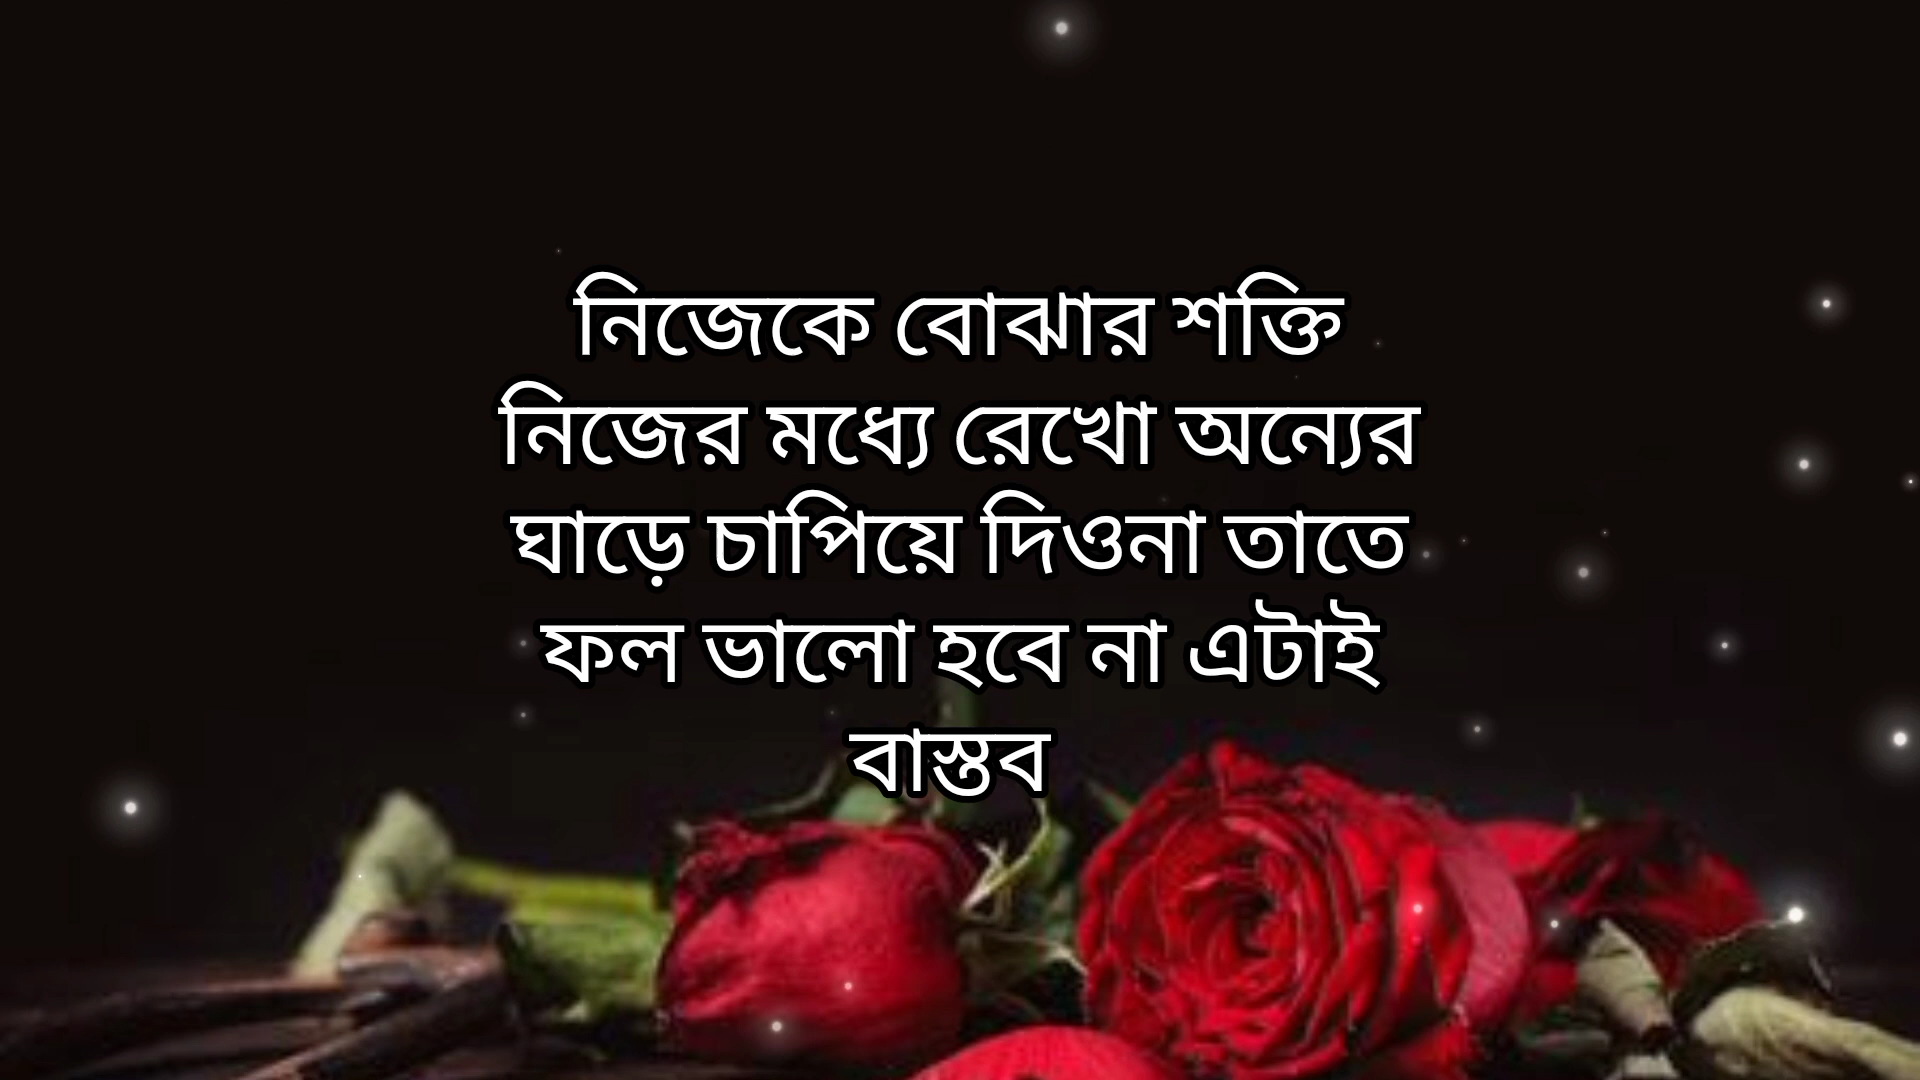 নিজেকে বোঝার শক্তি
নিজের মধ্যে রেখো অন্যের
ঘাড়ে চাপিয়ে দিওনা তাতে
ফল ভালো হবে না এটাই
বাস্তব